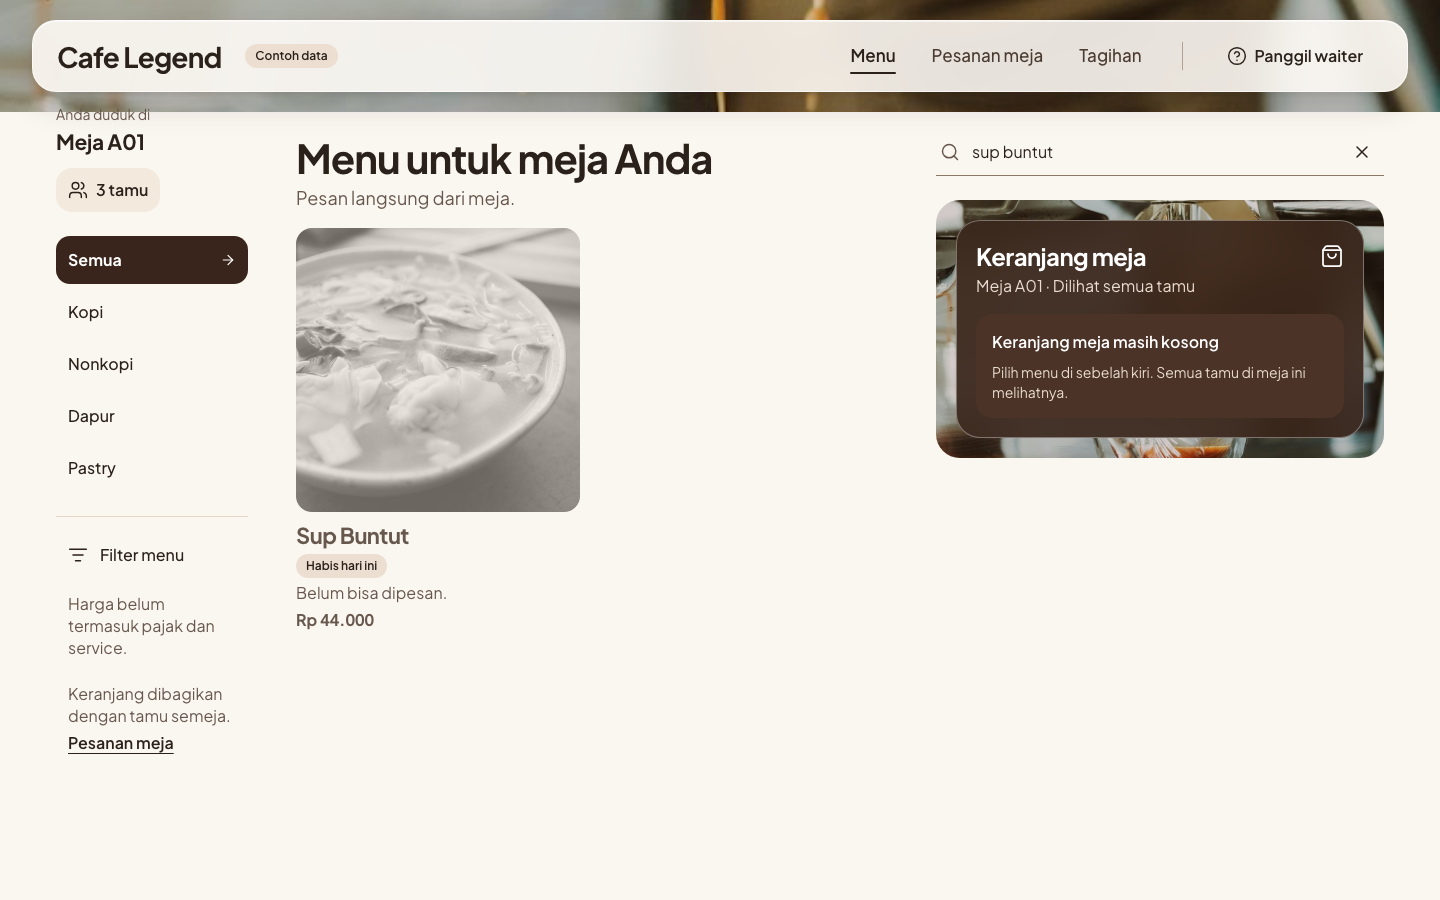 Cafe Legend
Contoh data
Menu
Pesanan meja
Tagihan
Panggil waiter
Anda duduk di
Meja A01
3 tamu
Semua
Kopi
Nonkopi
Dapur
Pastry
Filter menu
Harga belum
termasuk pajak dan
service.
Keranjang dibagikan
dengan tamu semeja.
Pesanan meja
Menu untuk meja Anda
Pesan langsung dari meja.
Sup Buntut
Habis hari ini
Belum bisa dipesan.
Rp 44.000
sup buntut
Keranjang meja
Meja A01 · Dilihat semua tamu
Keranjang meja masih kosong
Pilih menu di sebelah kiri. Semua tamu di meja ini
melihatnya.